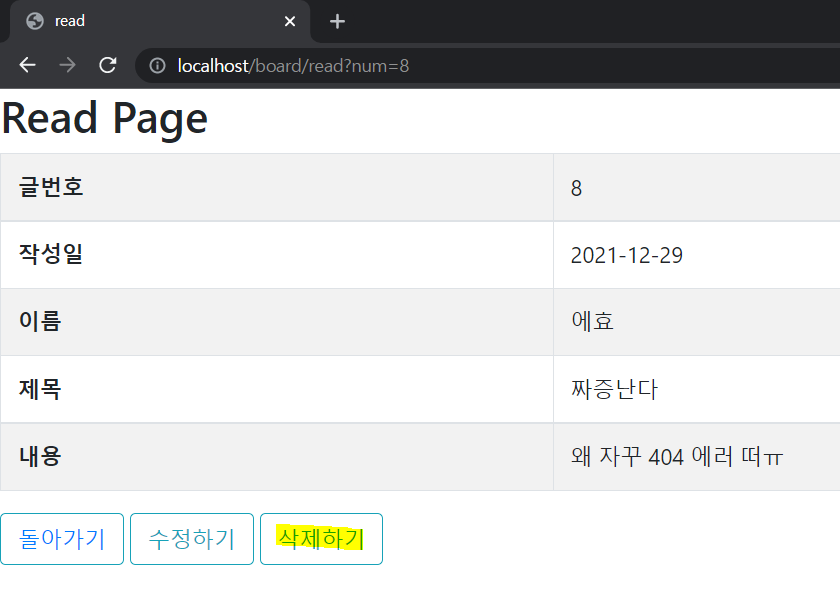 read
localhost/board/read?num=8
Read Page
글번호 8
작성일 2021-12-29
이름 에효
제목 짜증난다
내용 왜 자꾸 404 에러 떠ㅠ
돌아가기 수정하기 삭제하기